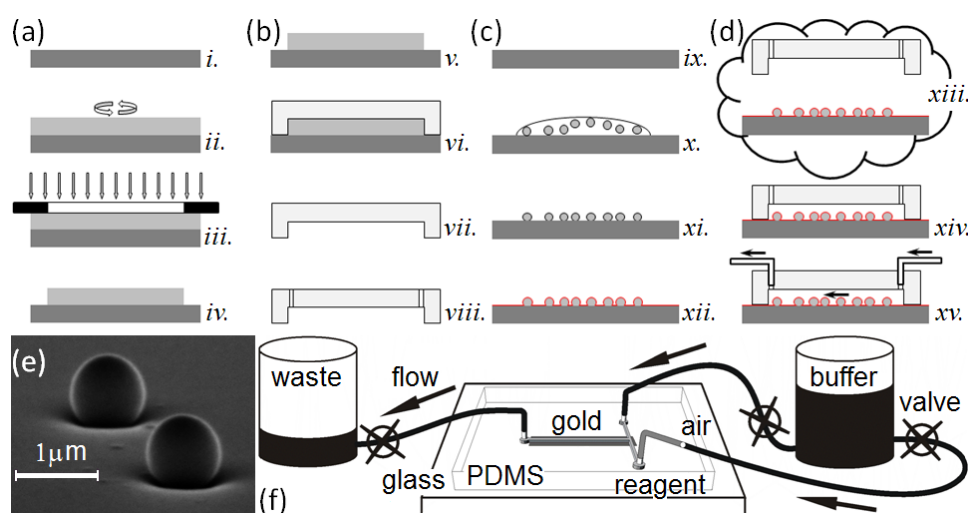 (a)
i.
ii.
iii.
iv.
(b)
v.
vi.
vii.
viii.
(c)
ix.
x.
xi.
xii.
(d)
xiii.
xiv.
xv.
(e)
1μm
(f)
waste
flow
gold
air
buffer
valve
glass
PDMS
reagent